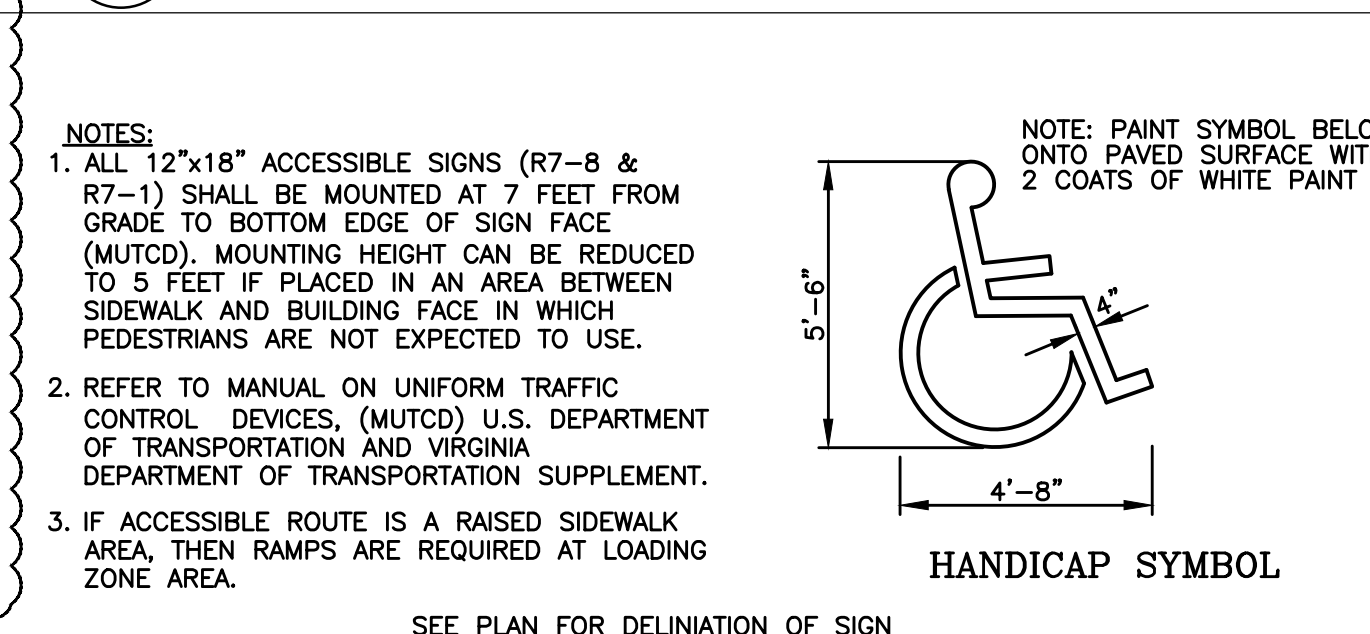 NOTES:
1. ALL 12"x18" ACCESSIBLE SIGNS (R7-8 &
R7-1) SHALL BE MOUNTED AT 7 FEET FROM
GRADE TO BOTTOM EDGE OF SIGN FACE
(MUTCD). MOUNTING HEIGHT CAN BE REDUCED
TO 5 FEET IF PLACED IN AN AREA BETWEEN
SIDEWALK AND BUILDING FACE IN WHICH
PEDESTRIANS ARE NOT EXPECTED TO USE.
2. REFER TO MANUAL ON UNIFORM TRAFFIC
CONTROL DEVICES, (MUTCD) U.S. DEPARTMENT
OF TRANSPORTATION AND VIRGINIA
DEPARTMENT OF TRANSPORTATION SUPPLEMENT.
3. IF ACCESSIBLE ROUTE IS A RAISED SIDEWALK
AREA, THEN RAMPS ARE REQUIRED AT LOADING
ZONE AREA.
NOTE: PAINT SYMBOL
ONTO PAVED SURFACE
2 COATS OF WHITE PAINT
5'-6"
4"
4'-8"
HANDICAP SYMBOL
SEE PLAN FOR DELINIATION OF SIGN